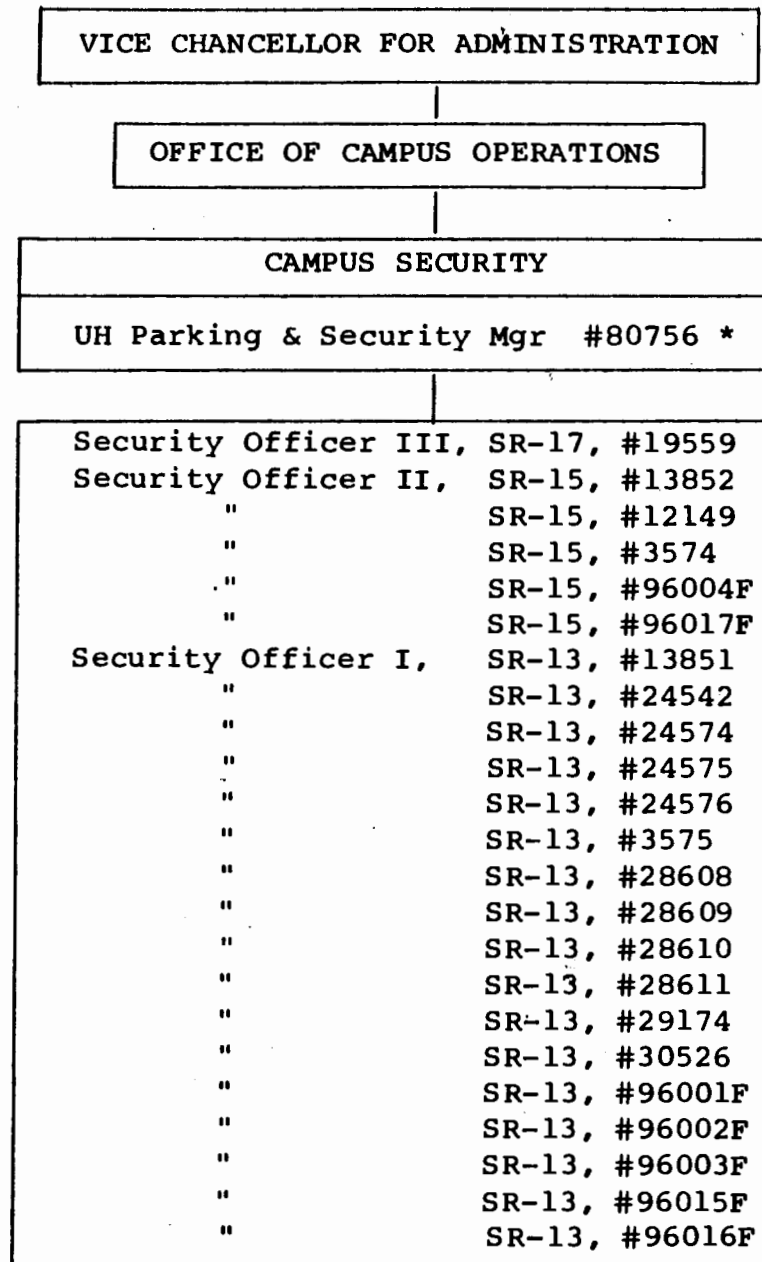 VICE CHANCELLOR FOR ADMINISTRATION
OFFICE OF CAMPUS OPERATIONS
CAMPUS SECURITY
UH Parking & Security Mgr #80756 *
Security Officer III, SR-17, #19559
Security Officer II, SR-15, #13852
" SR-15, #12149
" SR-15, #3574
" SR-15, #96004F
" SR-15, #96017F
Security Officer I, SR-13, #13851
" SR-13, #24542
" SR-13, #24574
" SR-13, #24575
" SR-13, #24576
" SR-13, #3575
" SR-13, #28608
" SR-13, #28609
" SR-13, #28610
" SR-13, #28611
" SR-13, #29174
" SR-13, #30526
" SR-13, #96001F
" SR-13, #96002F
" SR-13, #96003F
" SR-13, #96015F
" SR-13, #96016F